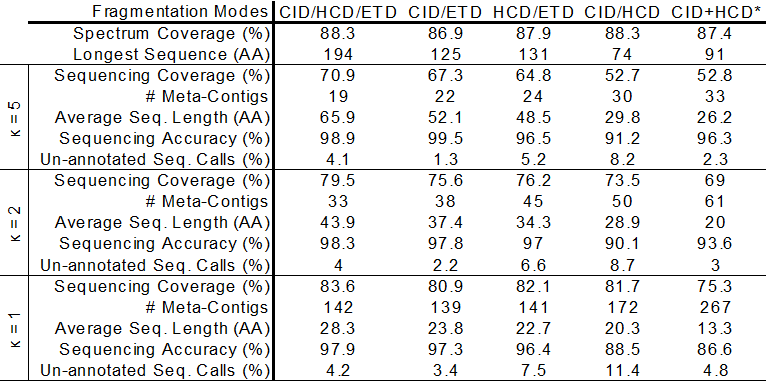 Fragmentation Modes CID/HCD/ETD CID/ETD HCD/ETD CID/HCD CID+HCD*
Spectrum Coverage (%) 88.3 86.9 87.9 88.3 87.4
Longest Sequence (AA) 194 125 131 74 91
κ = 5
Sequencing Coverage (%) 70.9 67.3 64.8 52.7 52.8
# Meta-Contigs 19 22 24 30 33
Average Seq. Length (AA) 65.9 52.1 48.5 29.8 26.2
Sequencing Accuracy (%) 98.9 99.5 96.5 91.2 96.3
Un-annotated Seq. Calls (%) 4.1 1.3 5.2 8.2 2.3
κ = 2
Sequencing Coverage (%) 79.5 75.6 76.2 73.5 69
# Meta-Contigs 33 38 45 50 61
Average Seq. Length (AA) 43.9 37.4 34.3 28.9 20
Sequencing Accuracy (%) 98.3 97.8 97 90.1 93.6
Un-annotated Seq. Calls (%) 4 2.2 6.6 8.7 3
κ = 1
Sequencing Coverage (%) 83.6 80.9 82.1 81.7 75.3
# Meta-Contigs 142 139 141 172 267
Average Seq. Length (AA) 28.3 23.8 22.7 20.3 13.3
Sequencing Accuracy (%) 97.9 97.3 96.4 88.5 86.6
Un-annotated Seq. Calls (%) 4.2 3.4 7.5 11.4 4.8